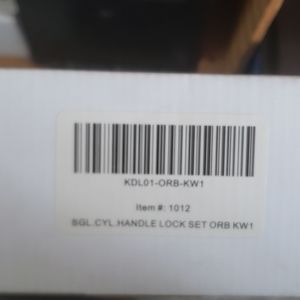 KDL01-ORB-KW1
Item #: 1012
SGL.CYL.HANDLE LOCK SET ORB KW1